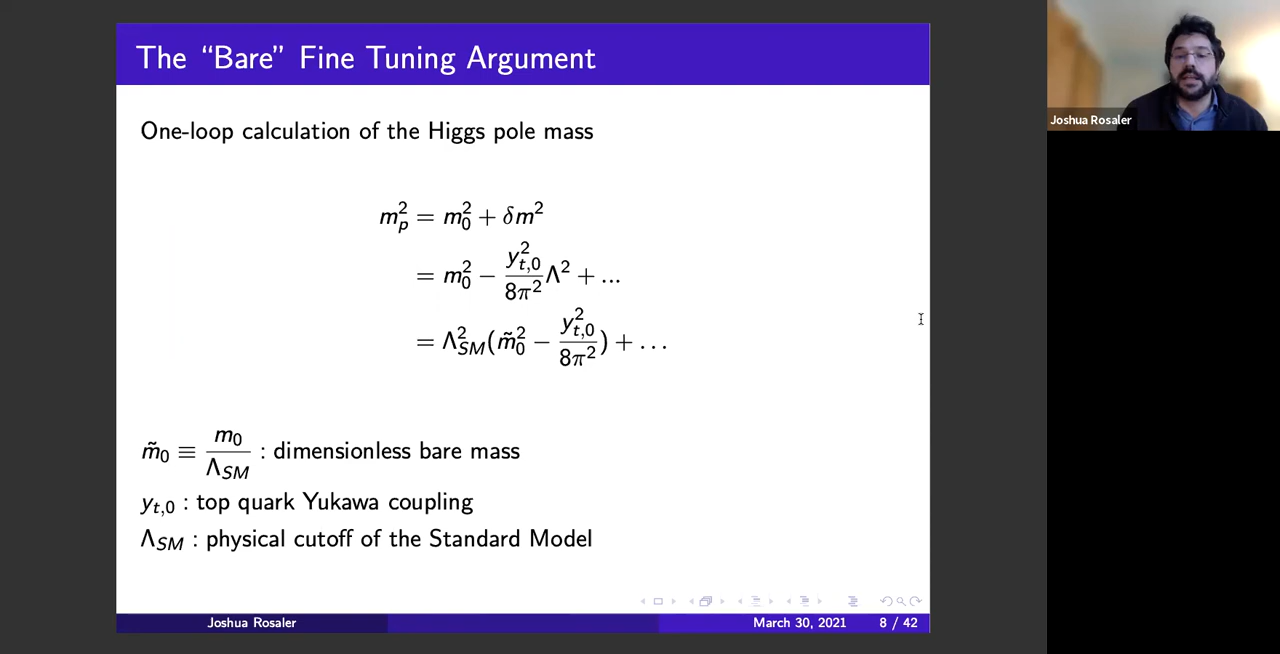 The “Bare” Fine Tuning Argument
One-loop calculation of the Higgs pole mass
m_p^2 = m_0^2 + δm^2
= m_0^2 − \frac{y_{t,0}^2}{8π^2} Λ^2 + ...
= Λ_{SM}^2 (m̃_0^2 − \frac{y_{t,0}^2}{8π^2}) + . . .
m̃_0 ≡ \frac{m_0}{Λ_{SM}} : dimensionless bare mass
y_{t,0} : top quark Yukawa coupling
Λ_{SM} : physical cutoff of the Standard Model
Joshua Rosaler March 30, 2021 8 / 42
Joshua Rosaler